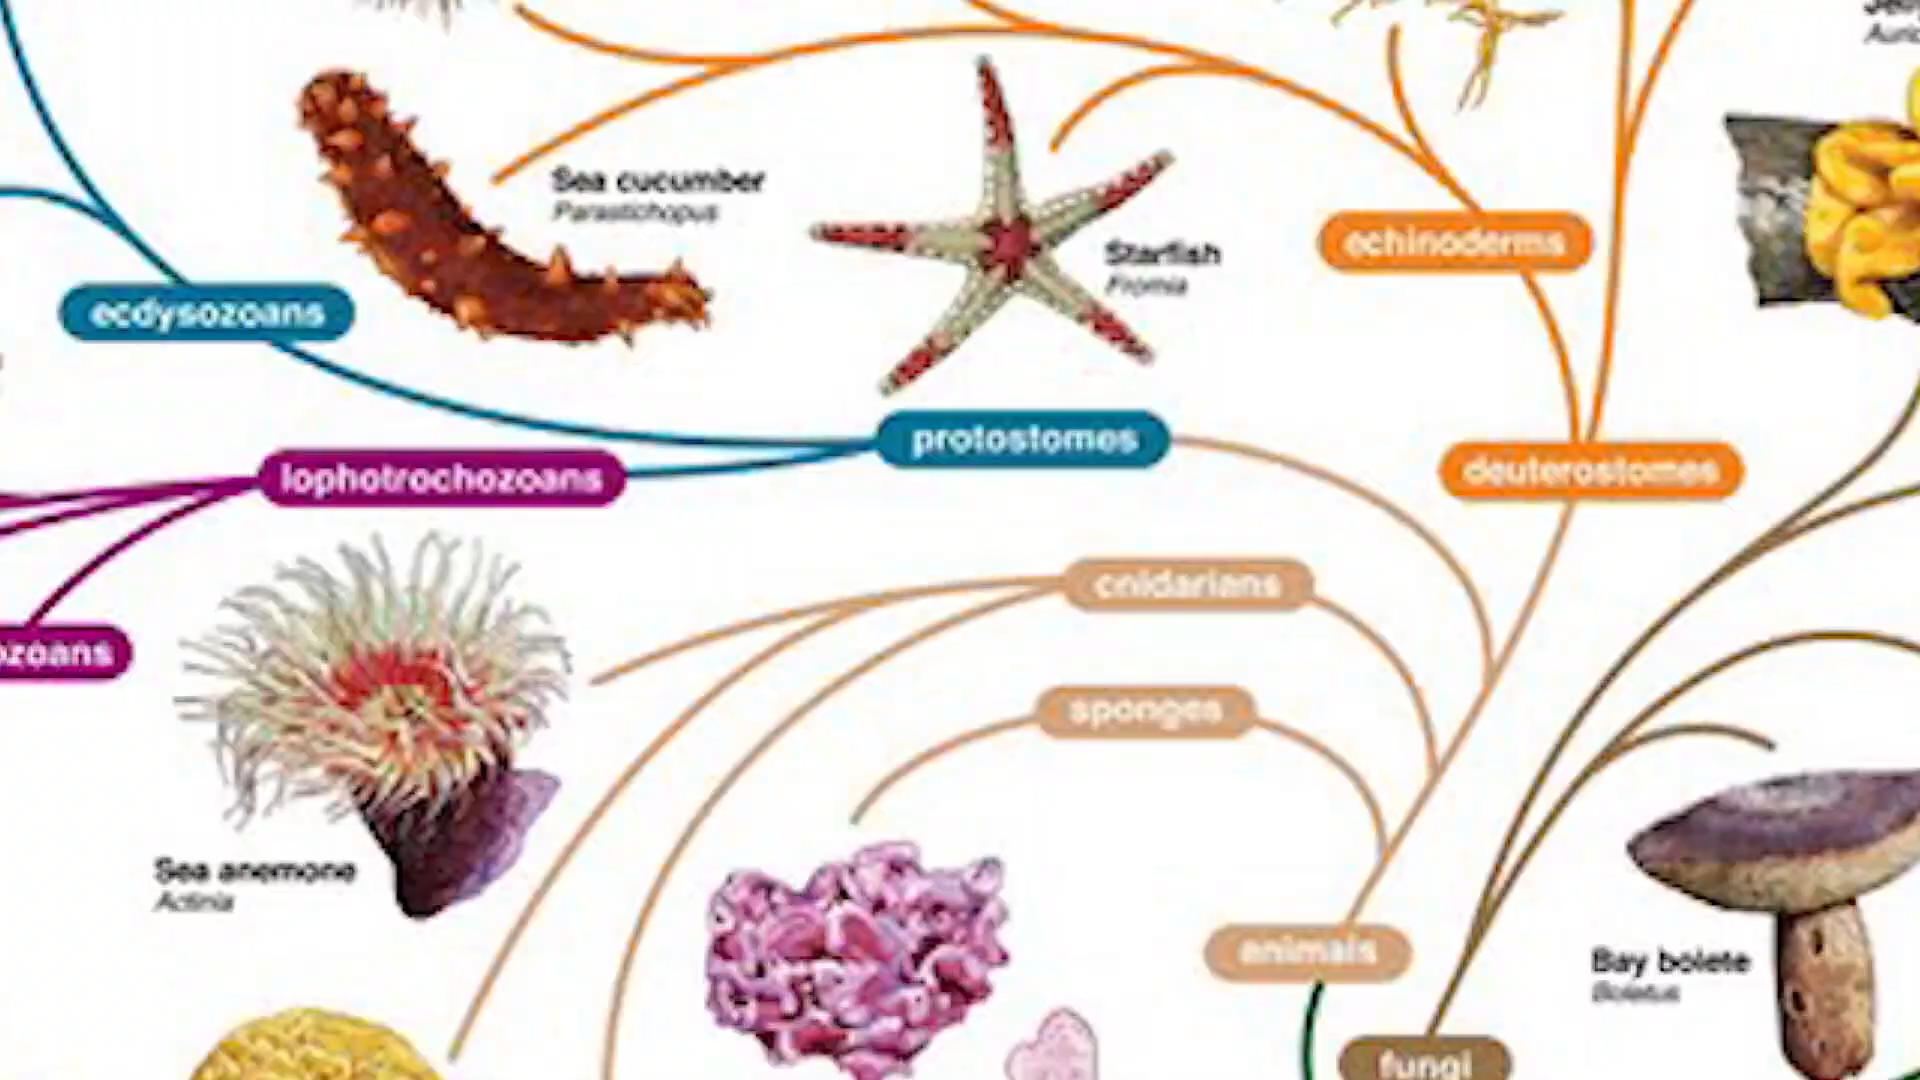 Sea cucumber
Parastichopus
Starfish
Fromia
echinoderms
ecdysozoans
protostomes
deuterostomes
lophotrochozoans
cnidarians
ozoans
sponges
Sea anemone
Actinia
animals
Bay bolete
Boletus
fungi